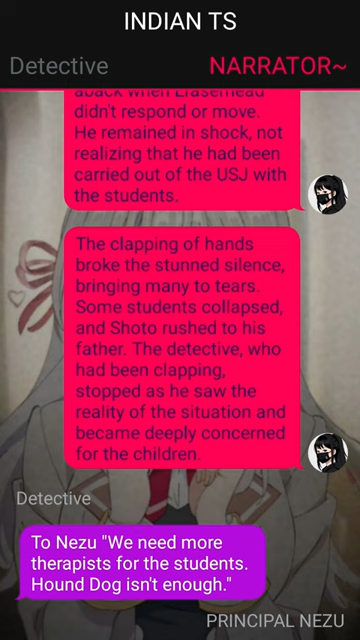 INDIAN TS
Detective NARRATOR~
aback when Eraserhead
didn't respond or move.
He remained in shock, not
realizing that he had been
carried out of the USJ with
the students.
The clapping of hands
broke the stunned silence,
bringing many to tears.
Some students collapsed,
and Shoto rushed to his
father. The detective, who
had been clapping,
stopped as he saw the
reality of the situation and
became deeply concerned
for the children.
Detective
To Nezu "We need more
therapists for the students.
Hound Dog isn't enough."
PRINCIPAL NEZU